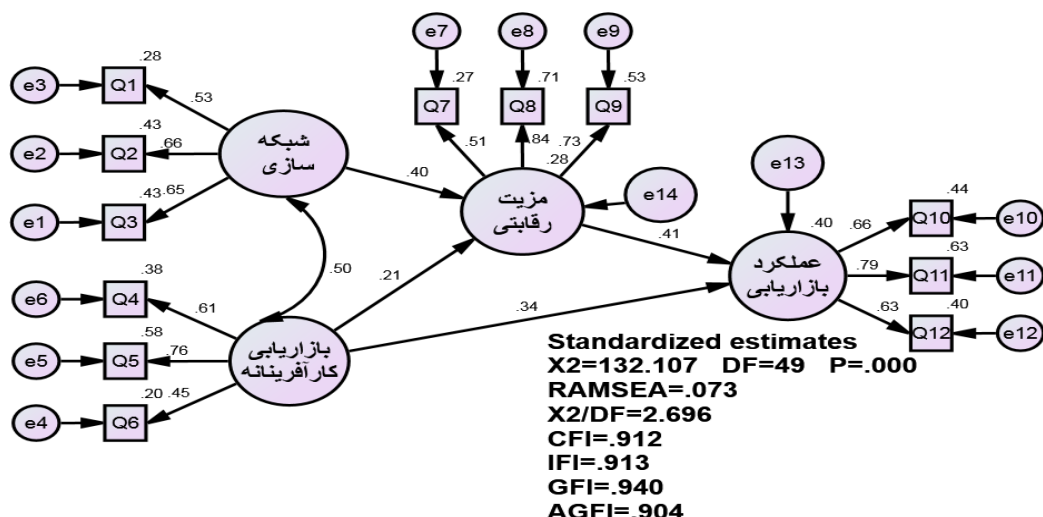 e7
e8
e9
.28
.27
.71
.53
e3
Q1
Q7
Q8
Q9
.53
.43
.51
.84
.73
.28
e2
Q2
.66
شبکه
سازی
e13
.43
.65
.40
مزیت
رقابتی
e14
.44
e1
Q3
.41
.40
.66
Q10
e10
.38
.50
عملکرد
بازاریابی
.63
e6
Q4
.61
.21
.79
Q11
e11
.58
.34
.63
.40
e5
Q5
.76
بازاریابی
کارآفرینانه
Q12
e12
.20
.45
e4
Q6
Standardized estimates
X2=132.107 DF=49 P=.000
RAMSEA=.073
X2/DF=2.696
CFI=.912
IFI=.913
GFI=.940
AGFI=.904